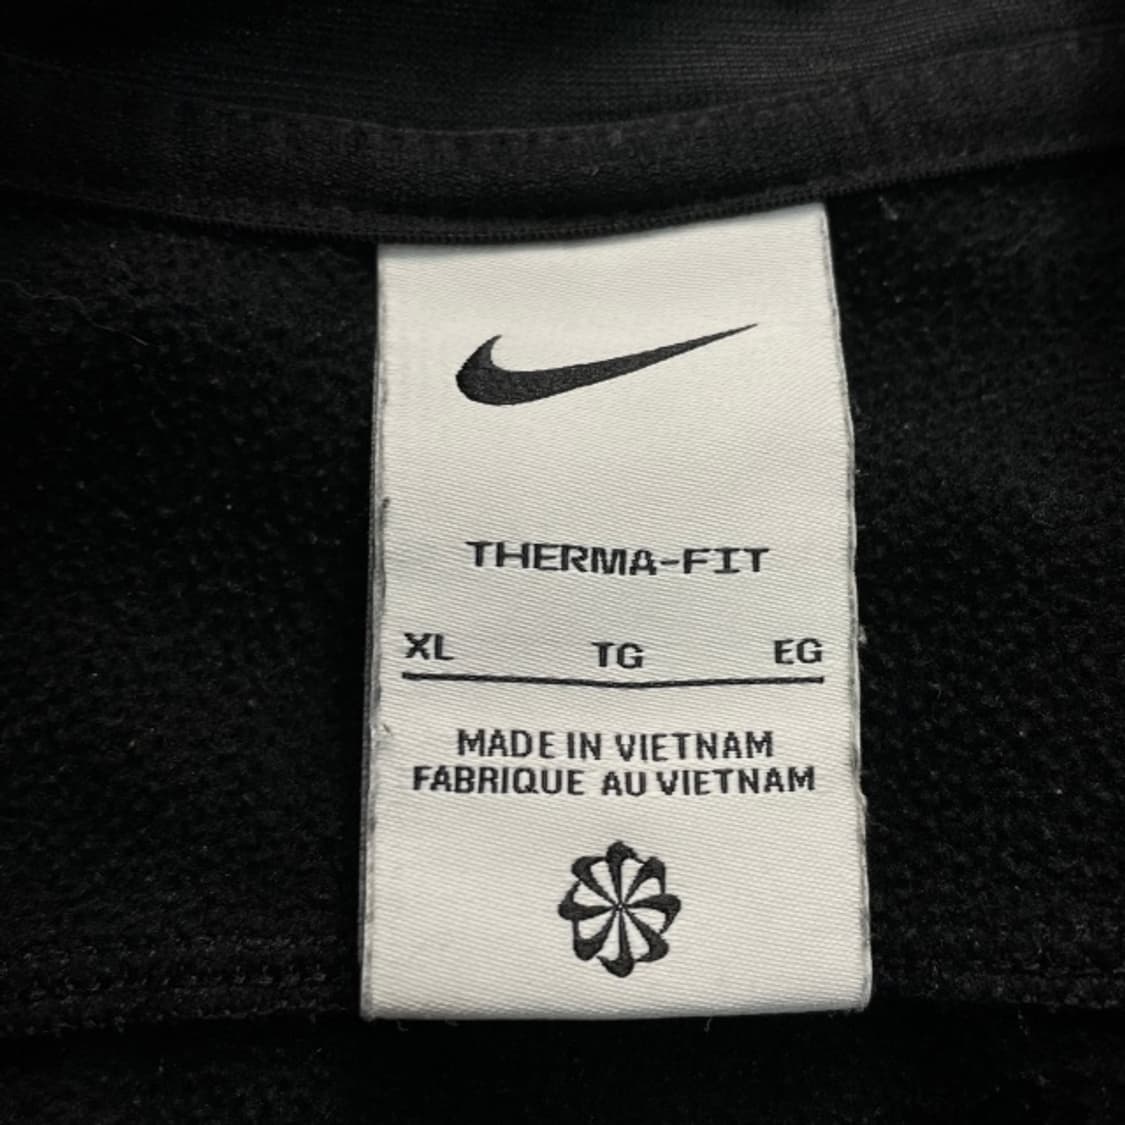 THERMA-FIT
XL TG EG
MADE IN VIETNAM
FABRIQUE AU VIETNAM